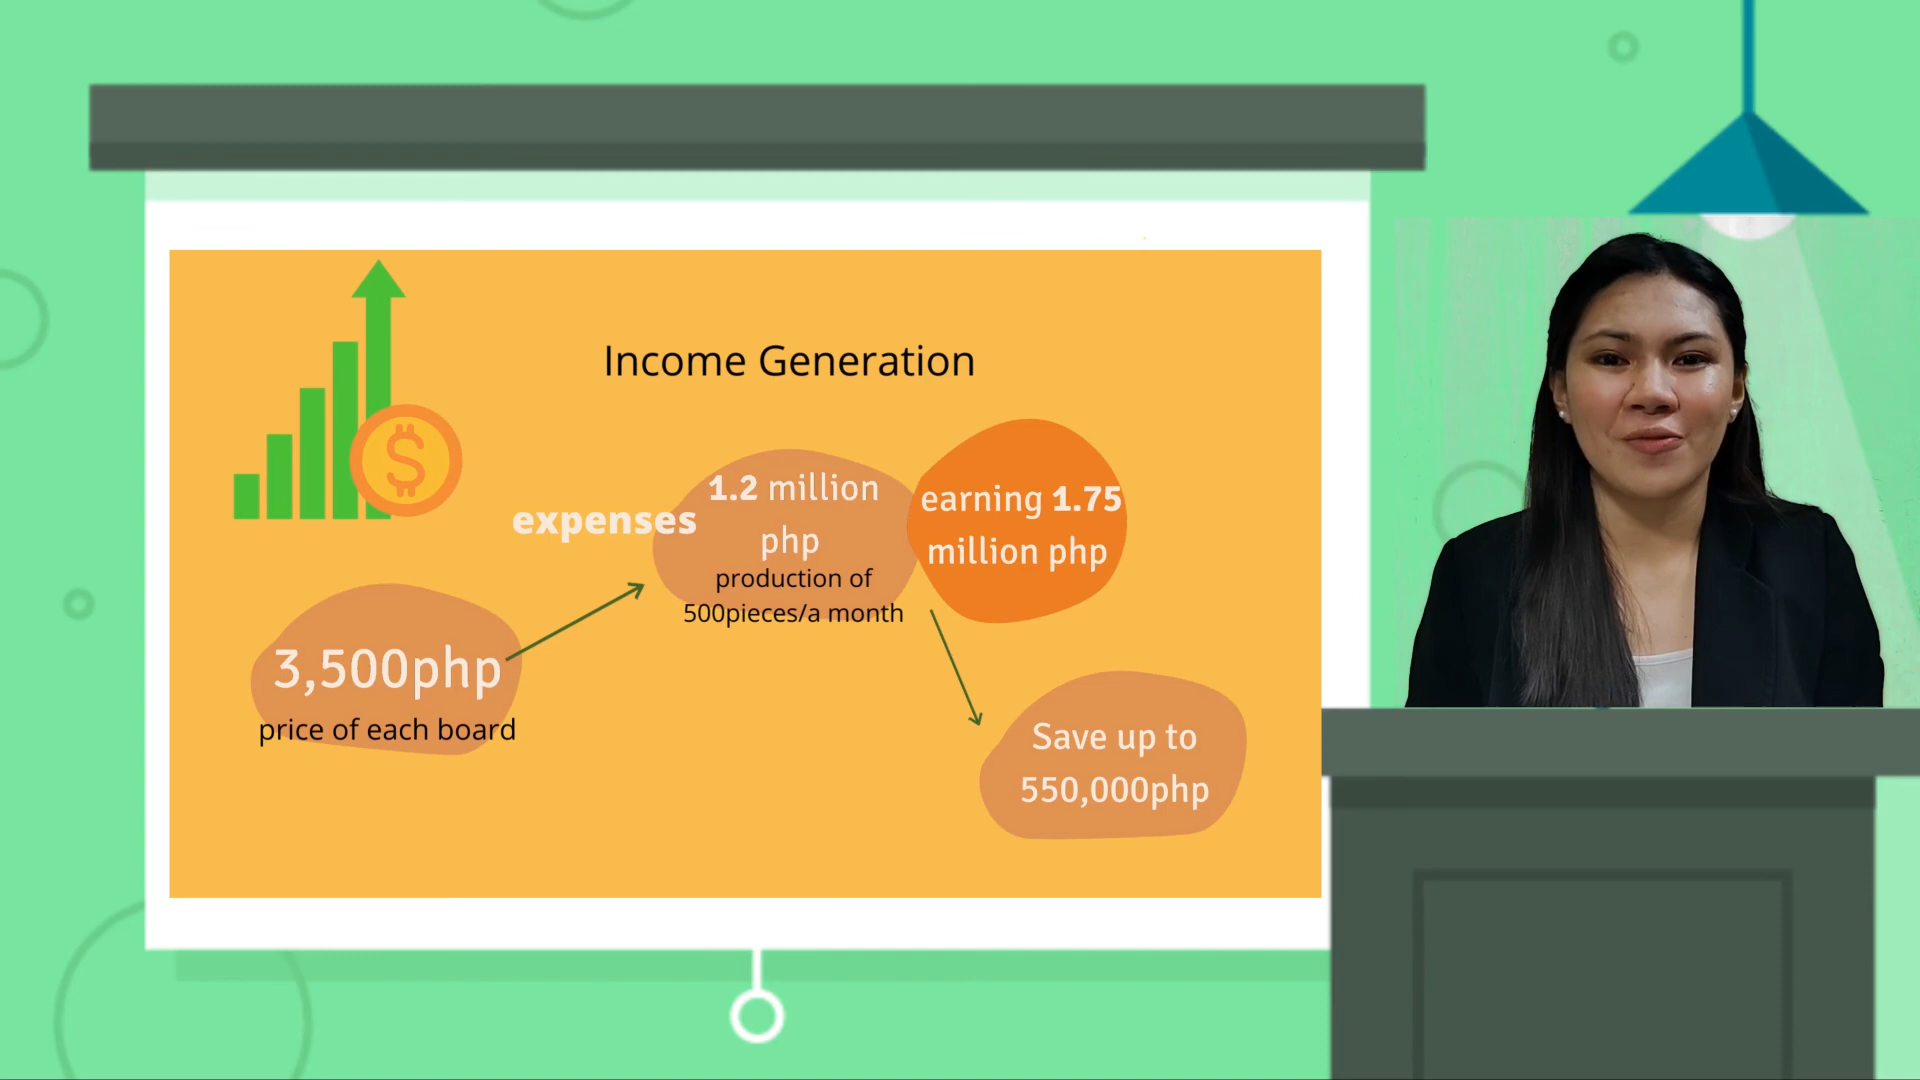 Income Generation
expenses
1.2 million
php
production of
500pieces/a month
earning 1.75
million php
3,500php
price of each board
Save up to
550,000php
$